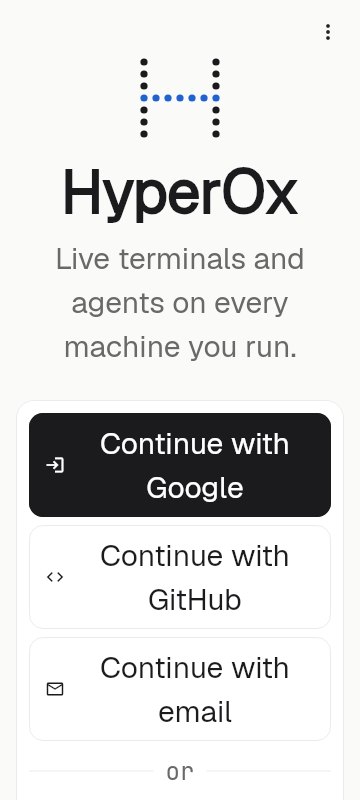 HyperOx
Live terminals and
agents on every
machine you run.
Continue with
Google
Continue with
GitHub
Continue with
email
or